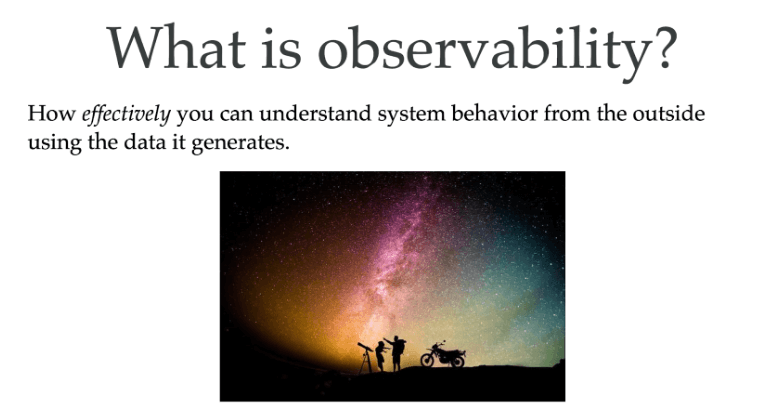 What is observability?
How effectively you can understand system behavior from the outside
using the data it generates.